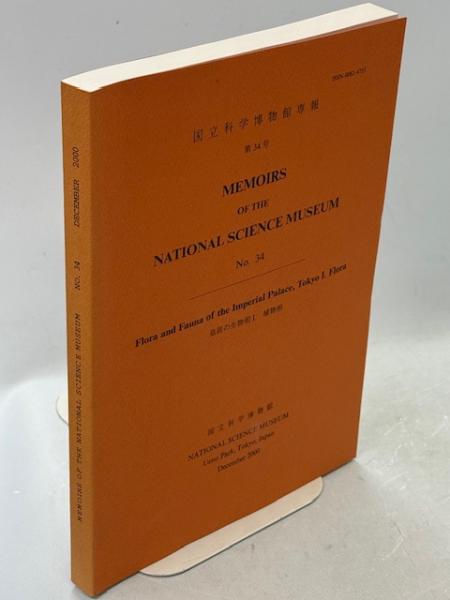 ISSN 0082-4755
国立科学博物館専報
第34号
MEMOIRS
OF THE
NATIONAL SCIENCE MUSEUM
No. 34
Flora and Fauna of the Imperial Palace, Tokyo I. Flora
皇居の生物相 I. 植物相
国立科学博物館
NATIONAL SCIENCE MUSEUM
Ueno Park, Tokyo, Japan
December 2000
MEMOIRS OF THE NATIONAL SCIENCE MUSEUM NO. 34 DECEMBER 2000